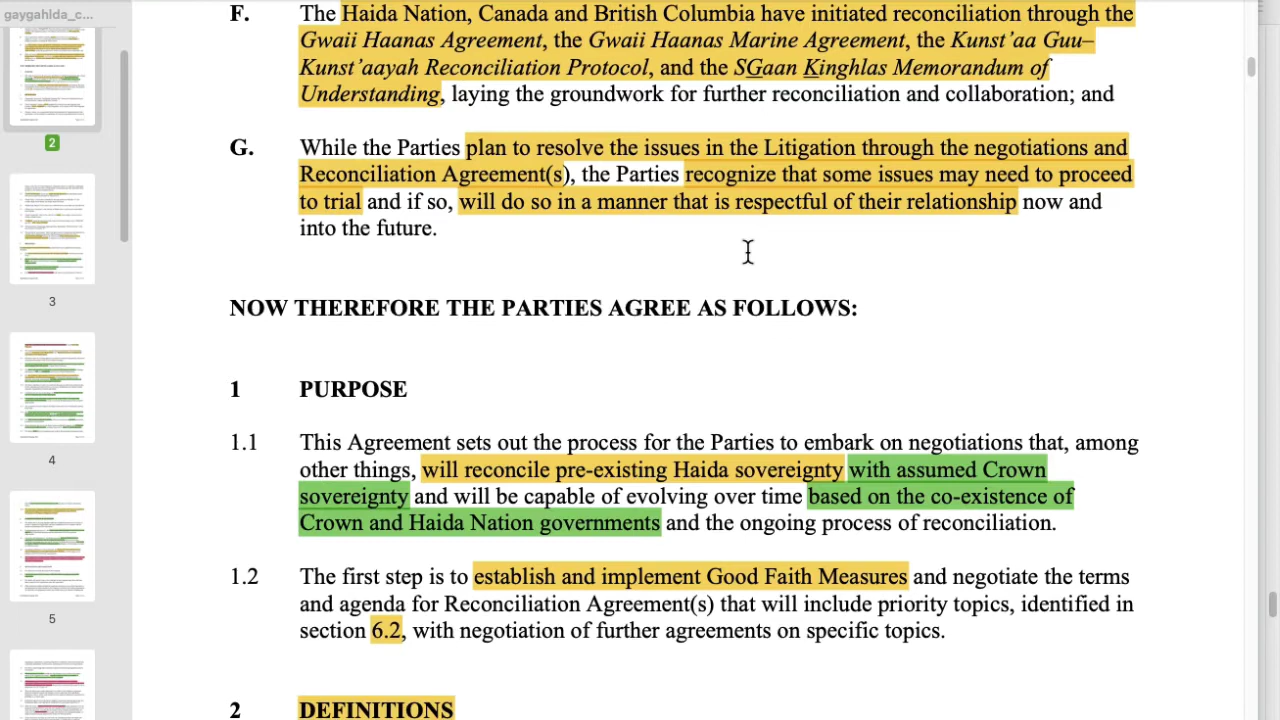 gaygahlda_c...
F. The Haida Nation, Canada and British Columbia have initiated reconciliation through the
Gwaii Haanas Agreement, the Gwaii Haanas Marine Agreement, the Kunst'aa Guu–
Kunst'aayah Reconciliation Protocol, and the
Understanding, laying the groundwork for further reconciliation and collaboration; and
G. While the Parties plan to resolve the issues in the Litigation through the negotiations and
Reconciliation Agreement(s), the Parties recognize that some issues may need to proceed
to trial and if so, will do so in a manner that is respectful of their relationship now and
into the future.
NOW THEREFORE THE PARTIES AGREE AS FOLLOWS:
1 PURPOSE
1.1 This Agreement sets out the process for the Parties to embark on negotiations that, among
other things, will reconcile pre-existing Haida sovereignty with assumed Crown
sovereignty and will be capable of evolving over time based on the co-existence of
Crown and Haida Nation governments and the ongoing process of reconciliation.
1.2 The first step is to establish and implement Good Faith Measures and negotiate the terms
and agenda for Reconciliation Agreement(s) that will include priority topics, identified in
section 6.2, with negotiation of further agreements on specific topics.
2 DEFINITIONS
2
3
4
5